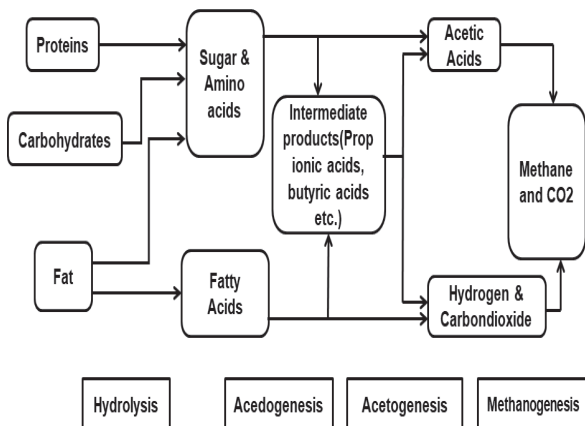 Proteins
Carbohydrates
Fat
Sugar &
Amino
acids
Fatty
Acids
Intermediate
products(Prop
ionic acids,
butyric acids
etc.)
Acetic
Acids
Hydrogen &
Carbondioxide
Methane
and CO2
Hydrolysis
Acedogenesis
Acetogenesis
Methanogenesis